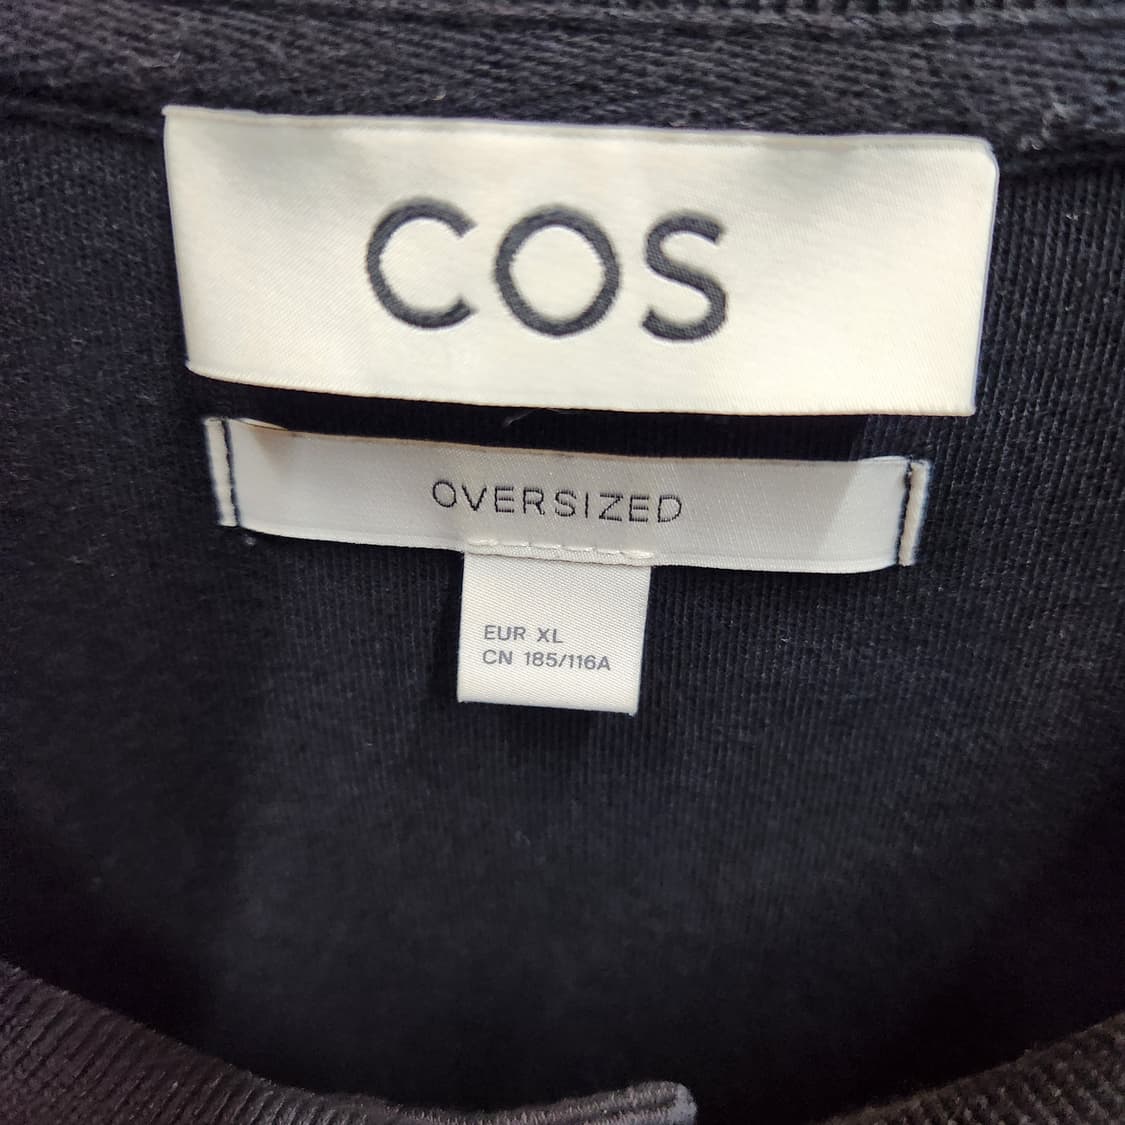 COS
OVERSIZED
EUR XL
CN 185/116A